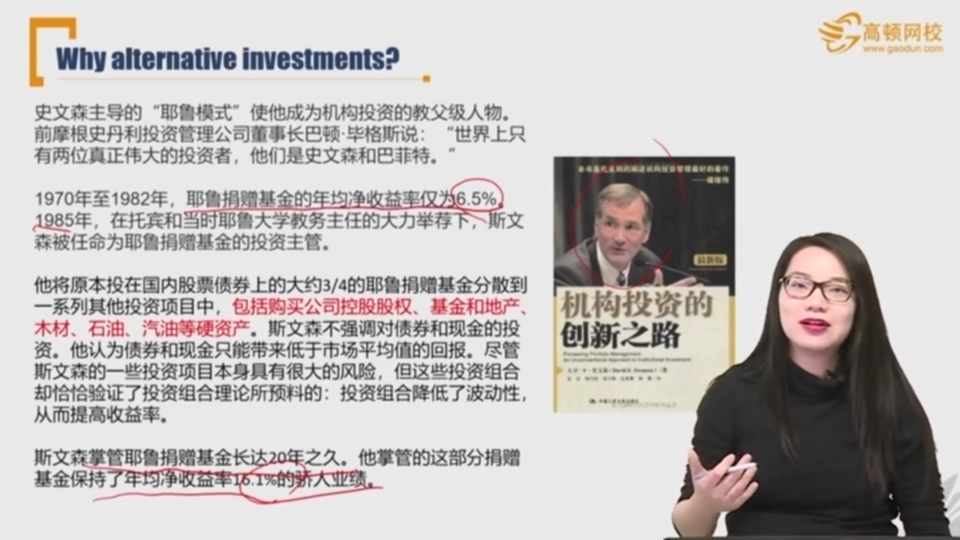 Why alternative investments?
高顿网校
www.gaodun.com
史文森主导的“耶鲁模式”使他成为机构投资的教父级人物。
前摩根史丹利投资管理公司董事长巴顿·毕格斯说：“世界上只
有两位真正伟大的投资者，他们是史文森和巴菲特。”
1970年至1982年，耶鲁捐赠基金的年均净收益率仅为6.5%。
1985年，在托宾和当时耶鲁大学教务主任的大力举荐下，斯文
森被任命为耶鲁捐赠基金的投资主管。
他将原本投在国内股票债券上的大约3/4的耶鲁捐赠基金分散到
一系列其他投资项目中，包括购买公司控股股权、基金和地产、
木材、石油、汽油等硬资产。斯文森不强调对债券和现金的投
资。他认为债券和现金只能带来低于市场平均值的回报。尽管
斯文森的一些投资项目本身具有很大的风险，但这些投资组合
却恰恰验证了投资组合理论所预料的：投资组合降低了波动性，
从而提高收益率。
斯文森掌管耶鲁捐赠基金长达20年之久。他掌管的这部分捐赠
基金保持了年均净收益率16.1%的骄人业绩。
最新版
机构投资的
创新之路
Pioneering Portfolio Management
An Unconventional Approach to Institutional Investment